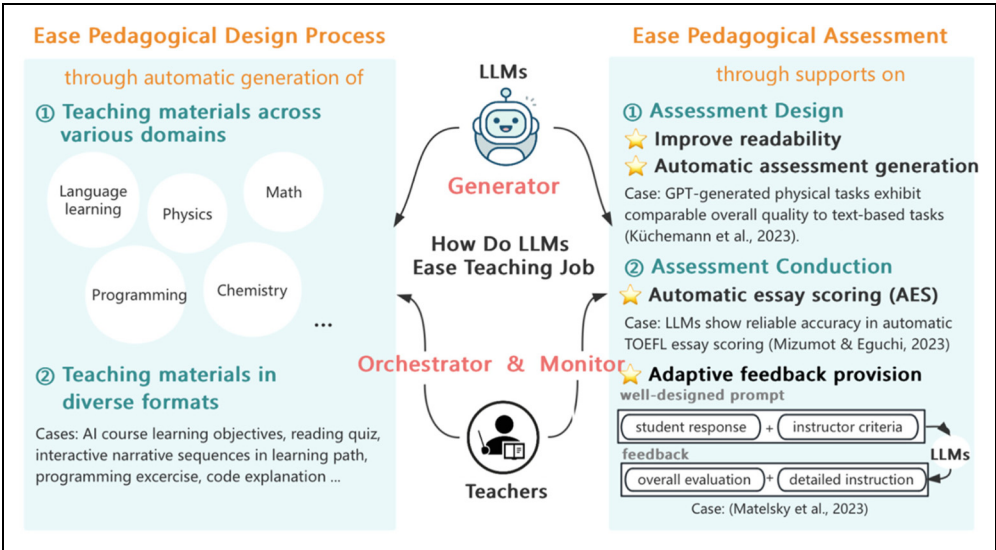 Ease Pedagogical Design Process
through automatic generation of
① Teaching materials across
various domains
Language
learning
Physics
Math
Programming
Chemistry
...
② Teaching materials in
diverse formats
Cases: AI course learning objectives, reading quiz,
interactive narrative sequences in learning path,
programming excercise, code explanation ...
LLMs
Generator
How Do LLMs
Ease Teaching Job
Orchestrator & Monitor
Teachers
Ease Pedagogical Assessment
through supports on
① Assessment Design
Improve readability
Automatic assessment generation
Case: GPT-generated physical tasks exhibit
comparable overall quality to text-based tasks
(Küchemann et al., 2023).
② Assessment Conduction
Automatic essay scoring (AES)
Case: LLMs show reliable accuracy in automatic
TOEFL essay scoring (Mizumot & Eguchi, 2023)
Adaptive feedback provision
well-designed prompt
student response + instructor criteria
LLMs
feedback
overall evaluation + detailed instruction
Case: (Matelsky et al., 2023)